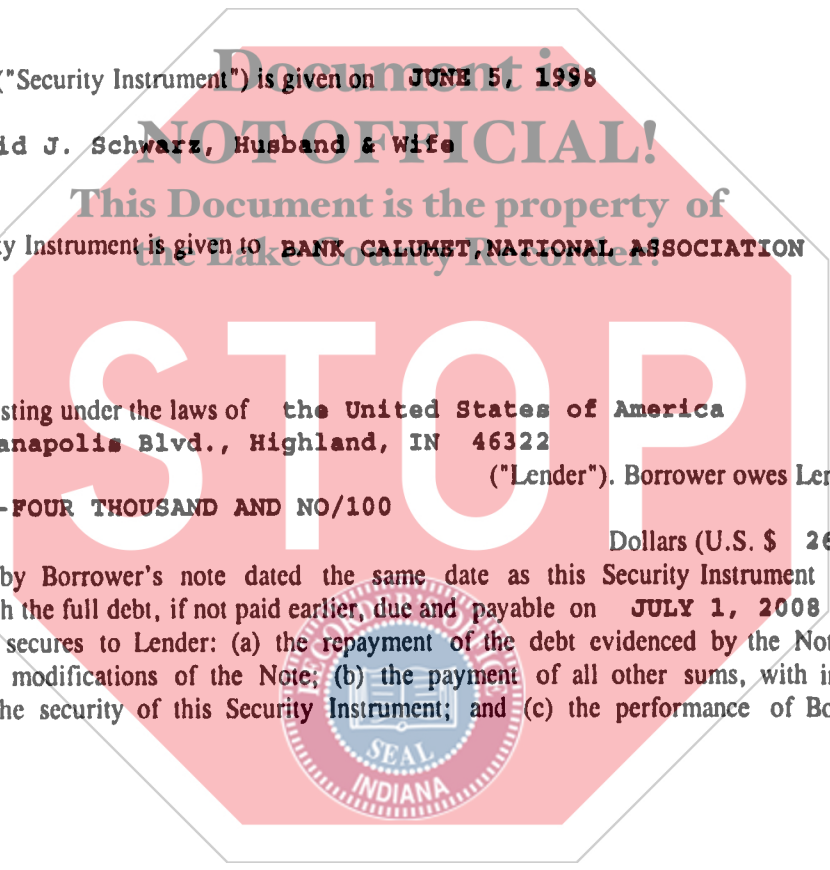 Document is
("Security Instrument") is given on JUNE 5, 1998
NOT OFFICIAL!
id J. Schwarz, Husband & Wife
This Document is the property of
y Instrument is given to BANK CALUMET, NATIONAL ASSOCIATION
the Lake County Recorder!
STOP
sting under the laws of the United States of America
anapolis Blvd., Highland, IN 46322
("Lender"). Borrower owes Len
-FOUR THOUSAND AND NO/100
Dollars (U.S. $ 26
by Borrower's note dated the same date as this Security Instrument
h the full debt, if not paid earlier, due and payable on JULY 1, 2008
secures to Lender: (a) the repayment of the debt evidenced by the Not
modifications of the Note; (b) the payment of all other sums, with in
he security of this Security Instrument; and (c) the performance of Bo
RECORDER'S OFFICE
SEAL
INDIANA